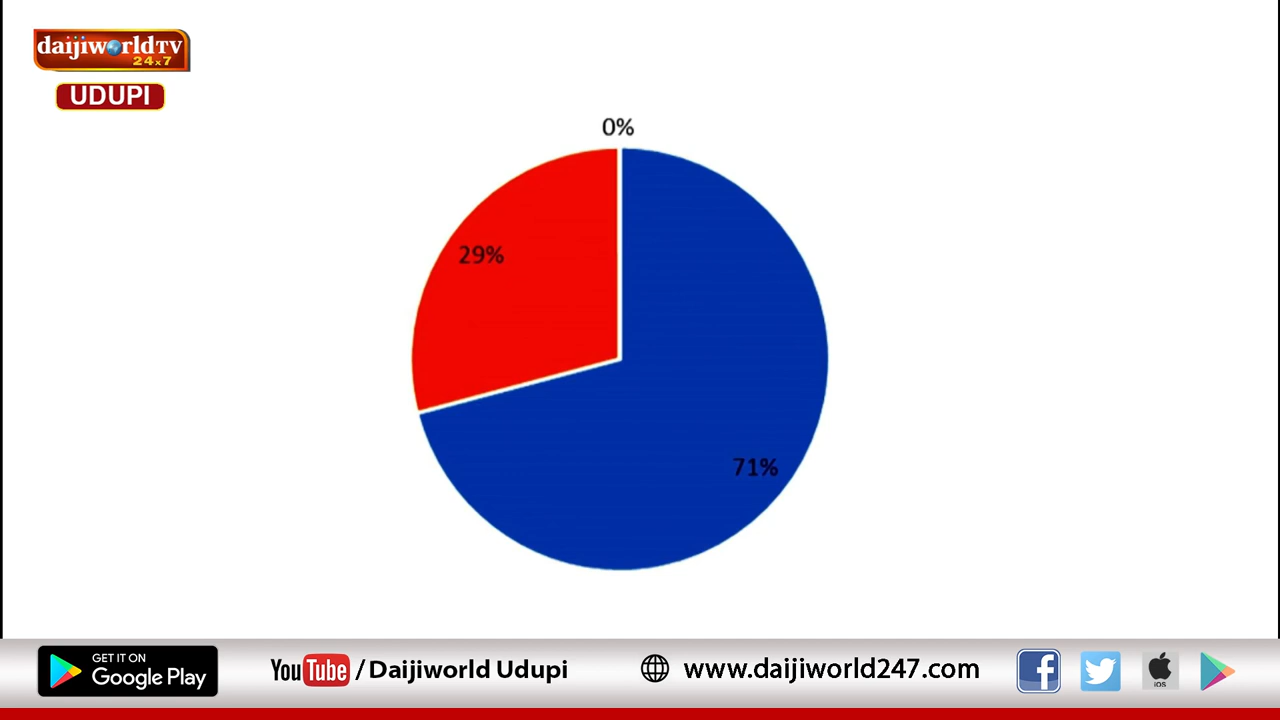 daijiworldTV
24x7
UDUPI
0%
29%
71%
GET IT ON
Google Play
YouTube / Daijiworld Udupi
www.daijiworld247.com
f
iOS